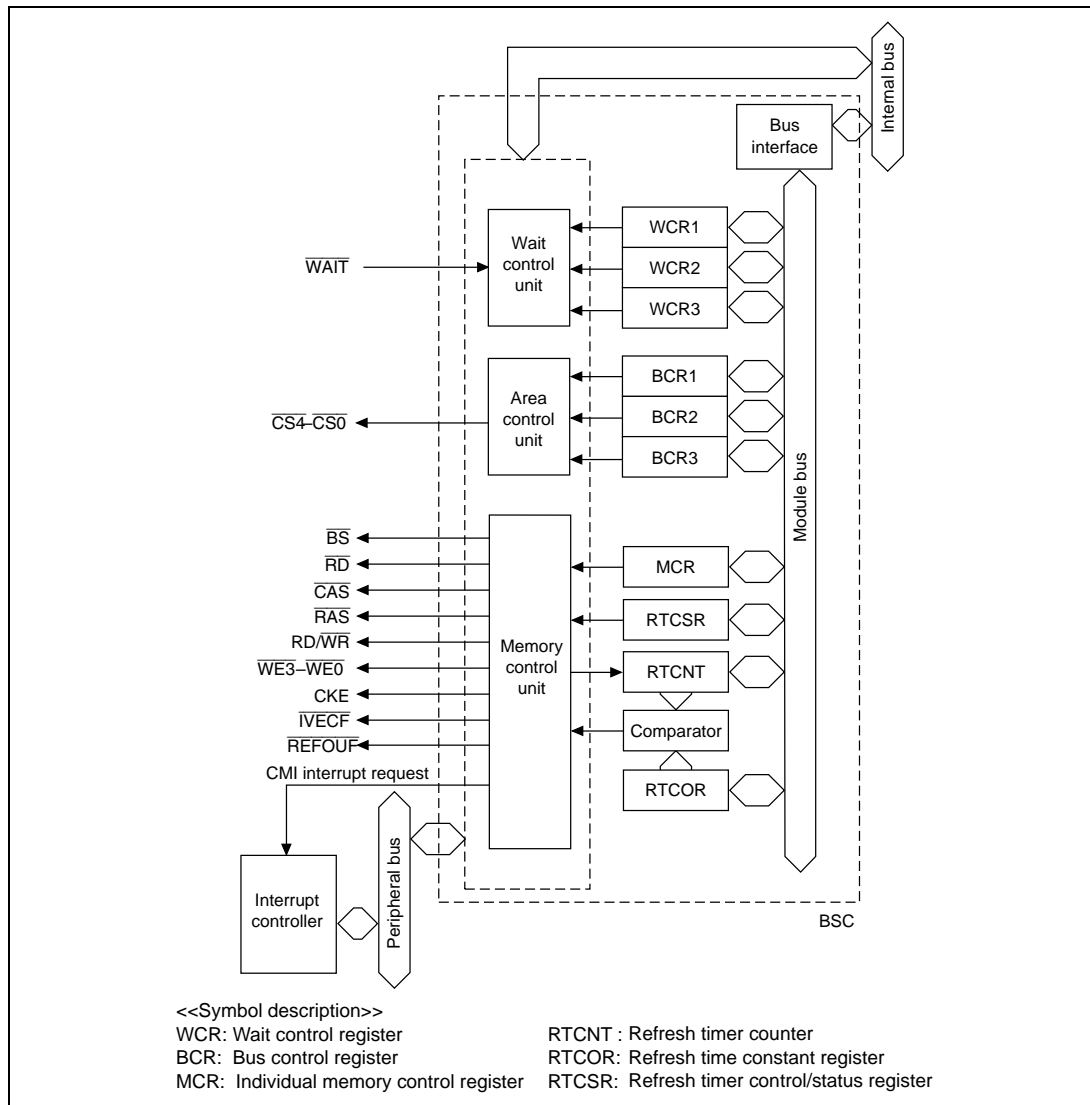 Internal bus
Bus
interface
Wait
control
unit
WCR1
WCR2
WCR3
WAIT
Area
control
unit
BCR1
BCR2
BCR3
CS4–CS0
Module bus
BS
RD
CAS
RAS
RD/WR
WE3–WE0
CKE
IVECF
REFOUF
CMI interrupt request
Memory
control
unit
MCR
RTCSR
RTCNT
Comparator
RTCOR
Interrupt
controller
Peripheral bus
BSC
<<Symbol description>>
WCR: Wait control register
BCR: Bus control register
MCR: Individual memory control register
RTCNT : Refresh timer counter
RTCOR: Refresh time constant register
RTCSR: Refresh timer control/status register